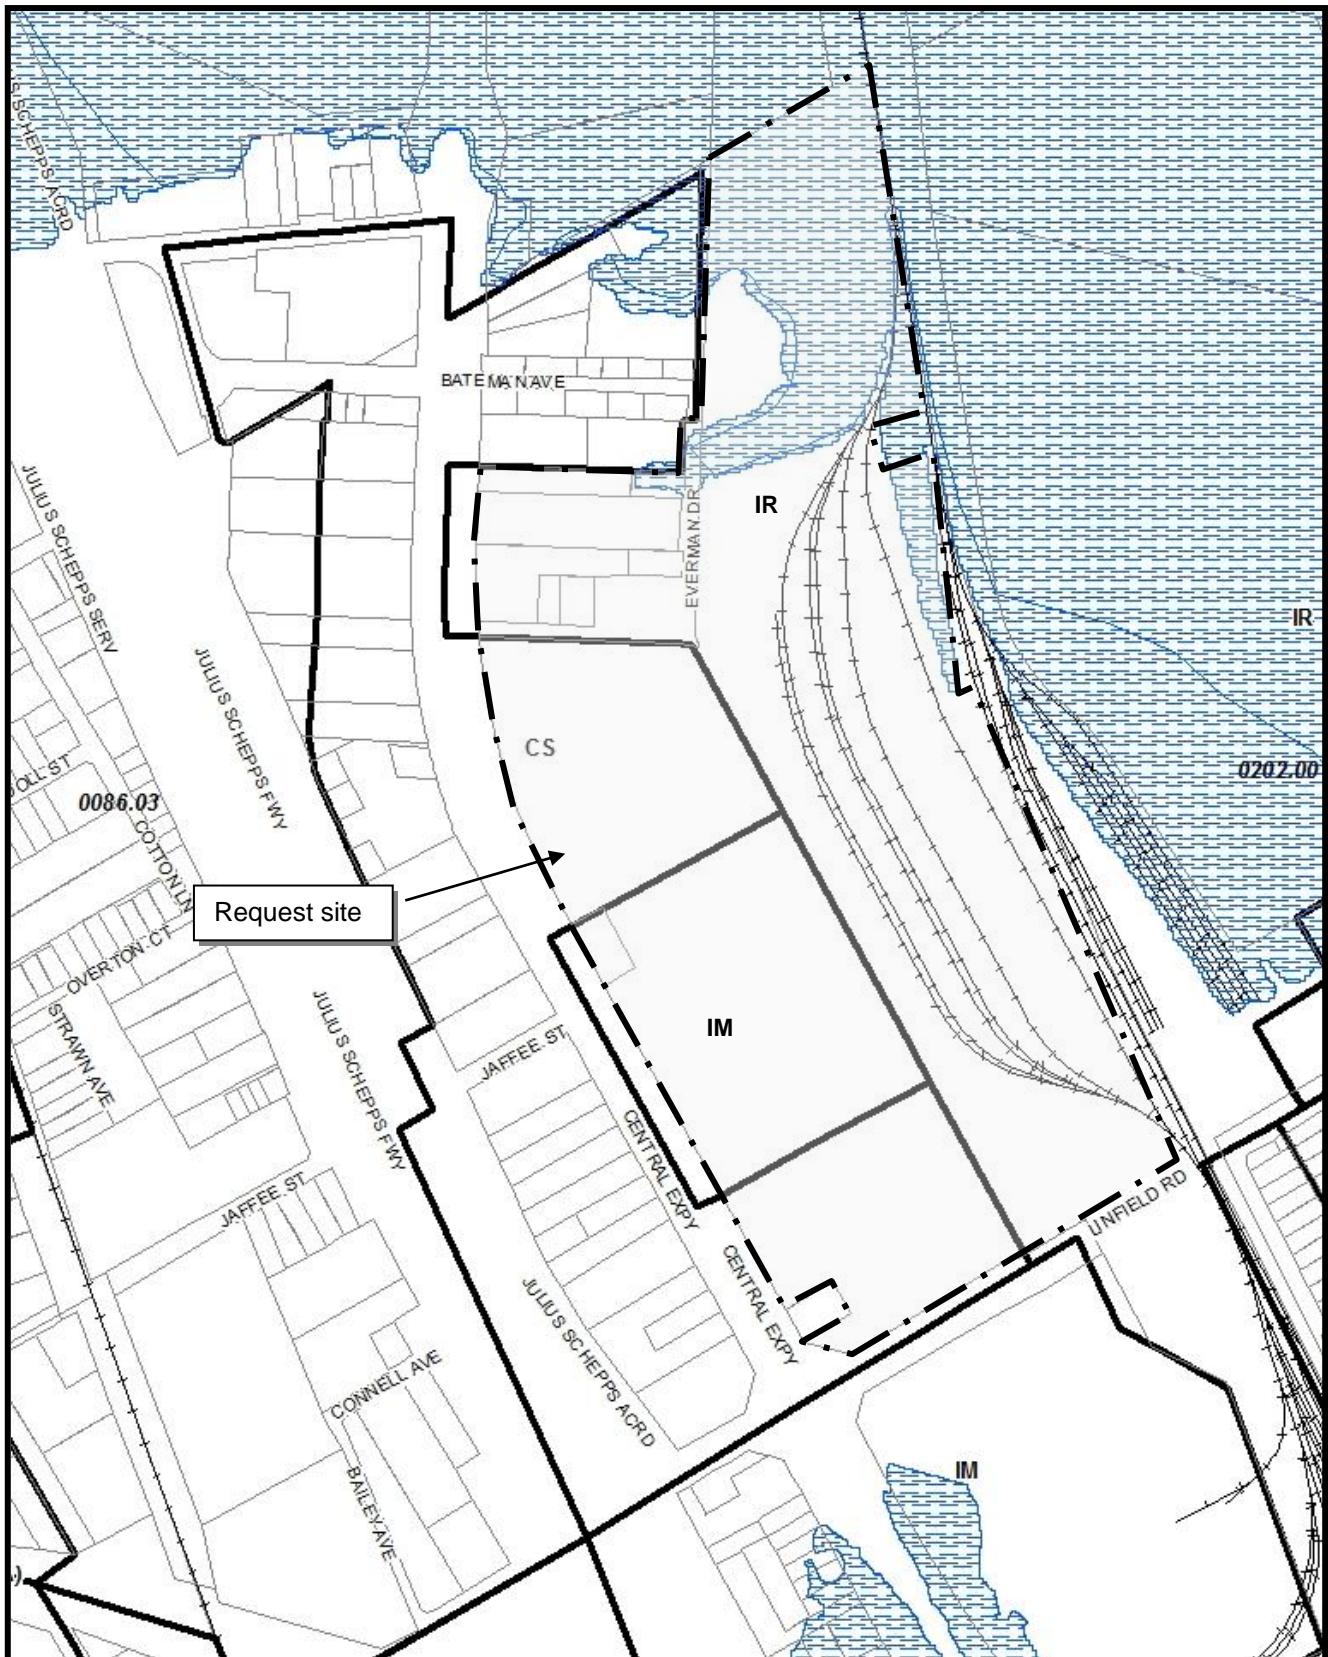 S SCHEPPS ACRD
BATEMAN AVE
JULIUS SCHEPPS SERV
IR
EVERMAN DR
IR
JULIUS SCHEPPS FWY
CS
OLL ST
0086.03
0202.00
COTTON LN
Request site
OVERTON CT
STRAWN AVE
JULIUS SCHEPPS FWY
IM
JAFFEE ST
CENTRAL EXPY
JAFFEE ST
LINFIELD RD
CENTRAL EXPY
JULIUS SCHEPPS ACRD
CONNELL AVE
BAILEY AVE
IM